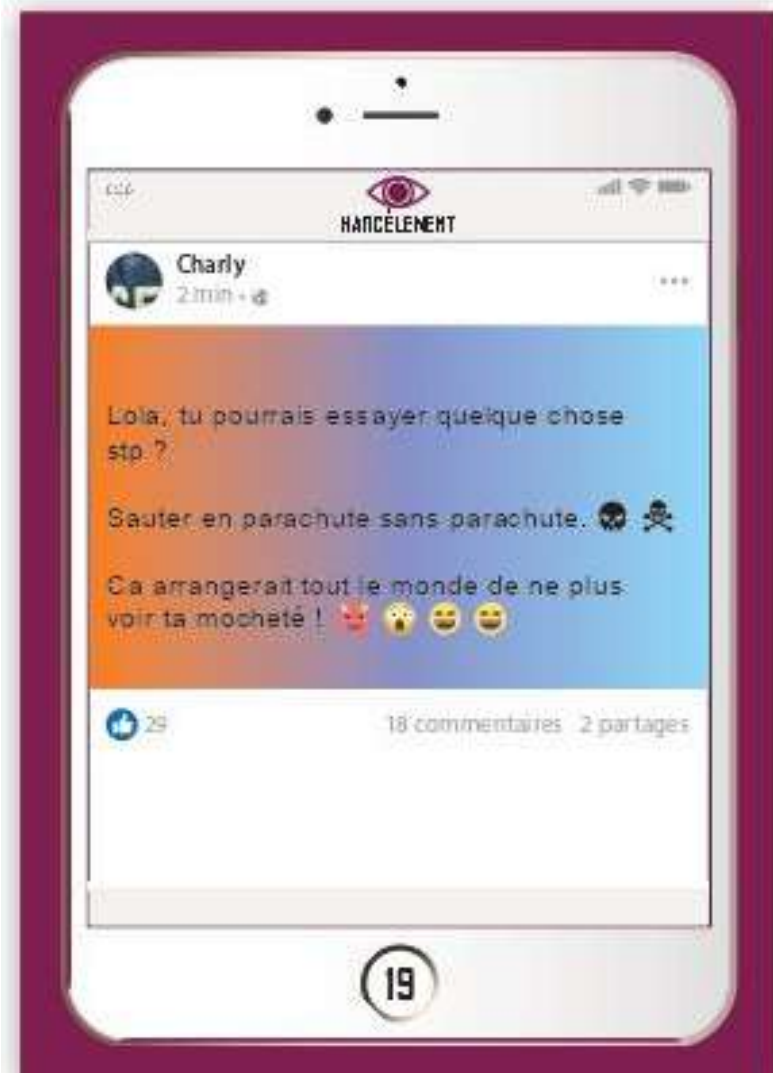 HARCÈLEMENT
Charly
2 min
Lola, tu pourrais essayer quelque chose
stp ?
Sauter en parachute sans parachute. ☠ ☠
Ca arrangerait tout le monde de ne plus
voir ta mocheté ! 😈 😲 😄 😄
29
18 commentaires 2 partages
19